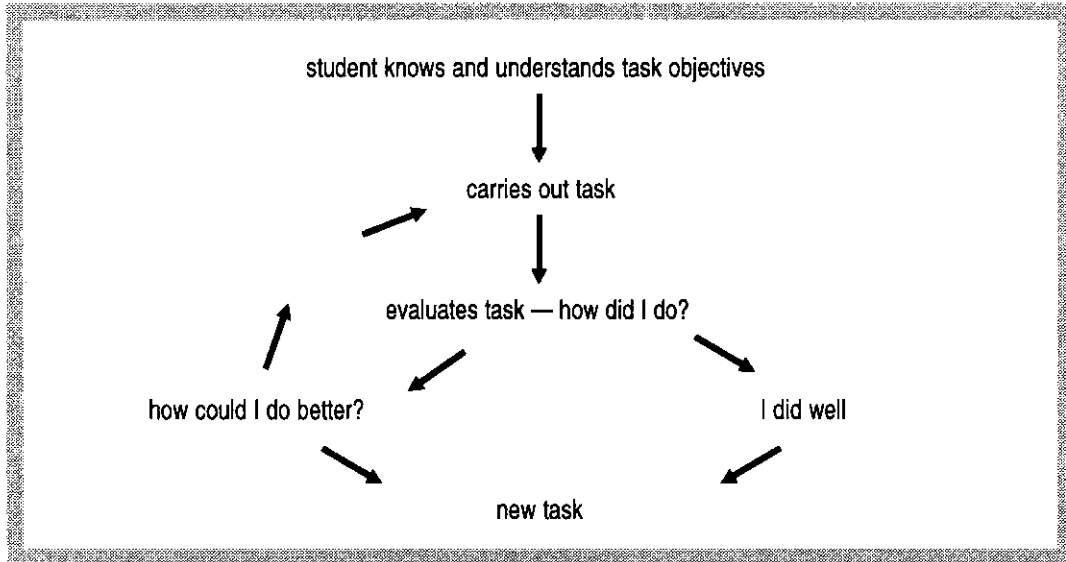 student knows and understands task objectives
carries out task
evaluates task — how did I do?
how could I do better?
I did well
new task